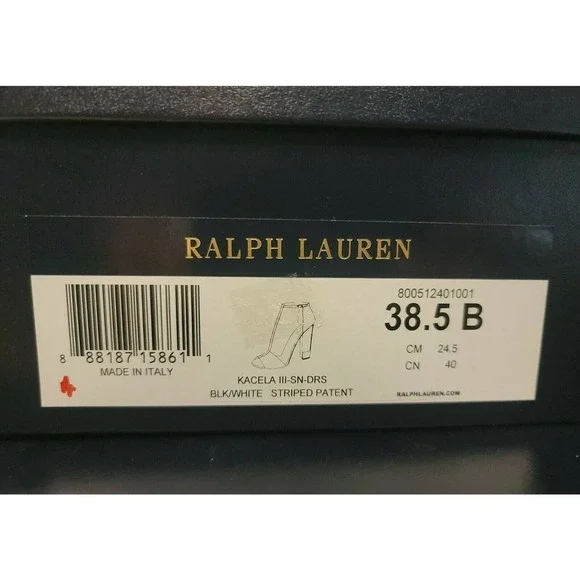 RALPH LAUREN
800512401001
38.5 B
CM 24.5
CN 40
8 88187 15861 1
MADE IN ITALY
4
KACELA III-SN-DRS
BLK/WHITE STRIPED PATENT
RALPHLAUREN.COM